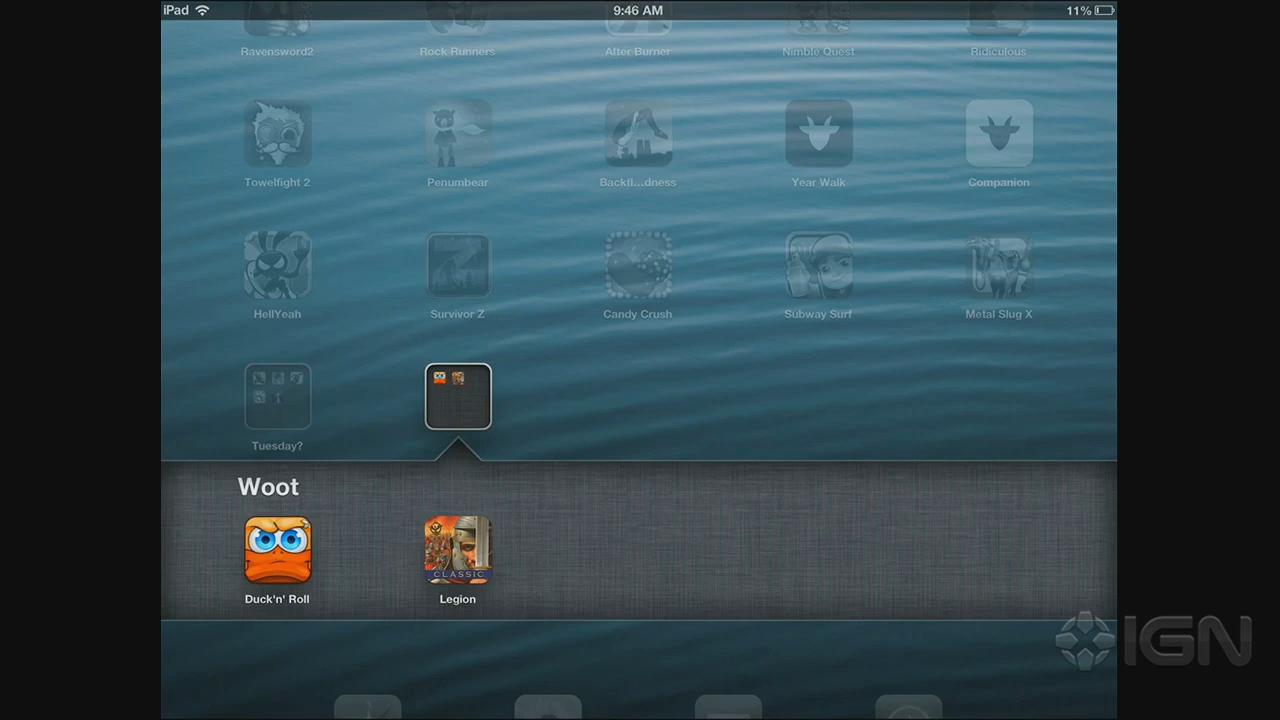 iPad 9:46 AM 11%
Ravensword2 Rock Runners After Burner Nimble Quest Ridiculous
Towelfight 2 Penumbear Backfl...dness Year Walk Companion
HellYeah Survivor Z Candy Crush Subway Surf Metal Slug X
Tuesday?
Woot
CLASSIC
Duck'n' Roll Legion
IGN